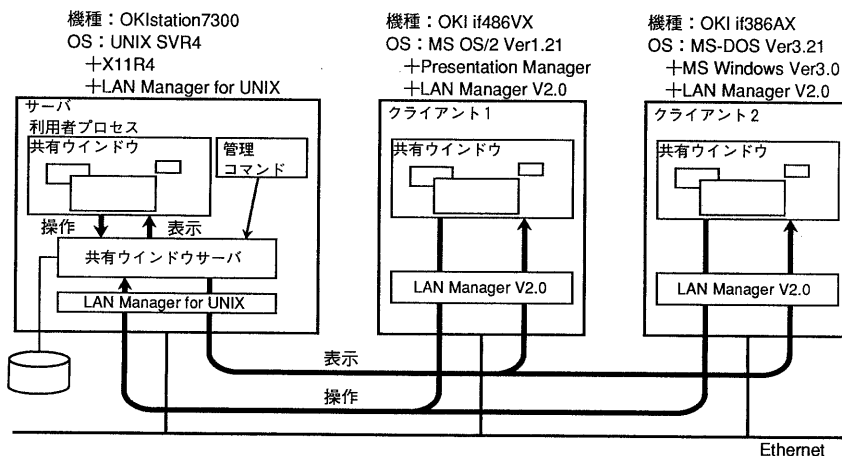 機種：OKIstation7300
OS：UNIX SVR4
＋X11R4
＋LAN Manager for UNIX
機種：OKI if486VX
OS：MS OS/2 Ver1.21
＋Presentation Manager
＋LAN Manager V2.0
機種：OKI if386AX
OS：MS-DOS Ver3.21
＋MS Windows Ver3.0
＋LAN Manager V2.0
サーバ
利用者プロセス
共有ウインドウ
管理
コマンド
操作
表示
共有ウインドウサーバ
LAN Manager for UNIX
クライアント1
共有ウインドウ
LAN Manager V2.0
クライアント2
共有ウインドウ
LAN Manager V2.0
表示
操作
Ethernet